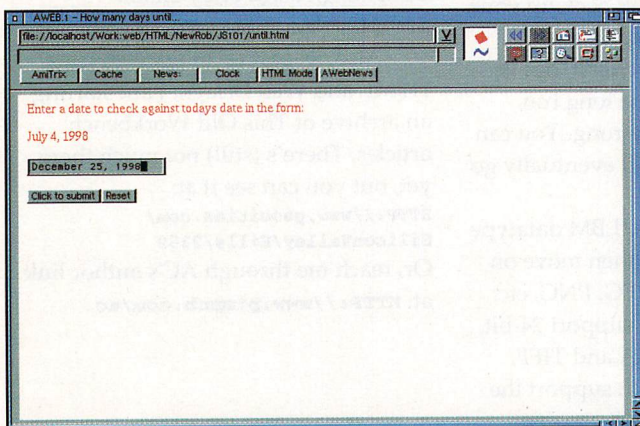 AWEB.1 - How many days until...
file://localhost/Work:web/HTML/NewRob/JS101/until.html
AmiTrix Cache News: Clock HTML Mode AWebNews
Enter a date to check against todays date in the form:
July 4, 1998
December 25, 1998
Click to submit Reset